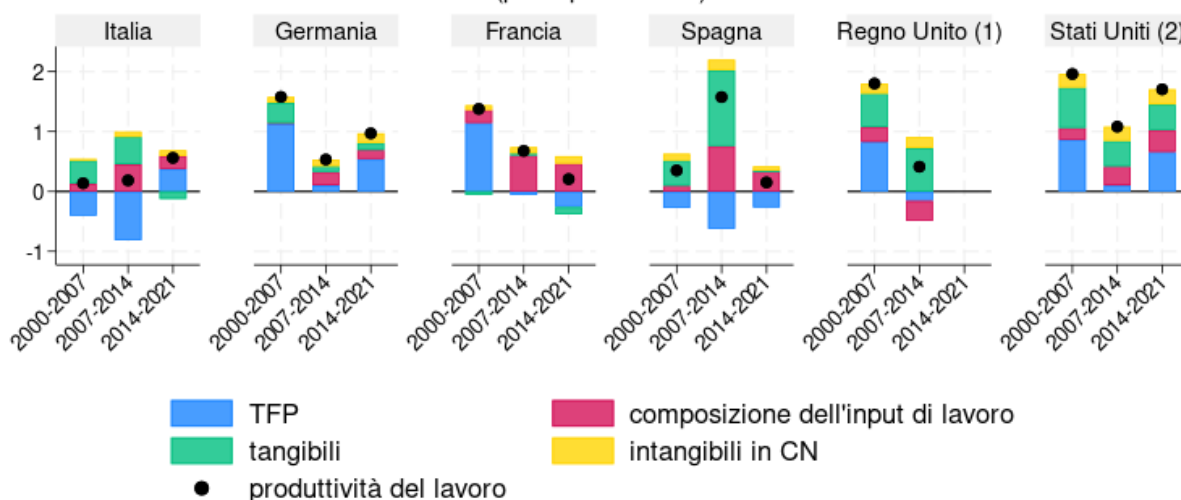 Italia Germania Francia Spagna Regno Unito (1) Stati Uniti (2)
2
1
0
-1
2000-2007 2007-2014 2014-2021 2000-2007 2007-2014 2014-2021 2000-2007 2007-2014 2014-2021 2000-2007 2007-2014 2014-2021 2000-2007 2007-2014 2014-2021 2000-2007 2007-2014 2014-2021
TFP composizione dell'input di lavoro
tangibili intangibili in CN
produttività del lavoro